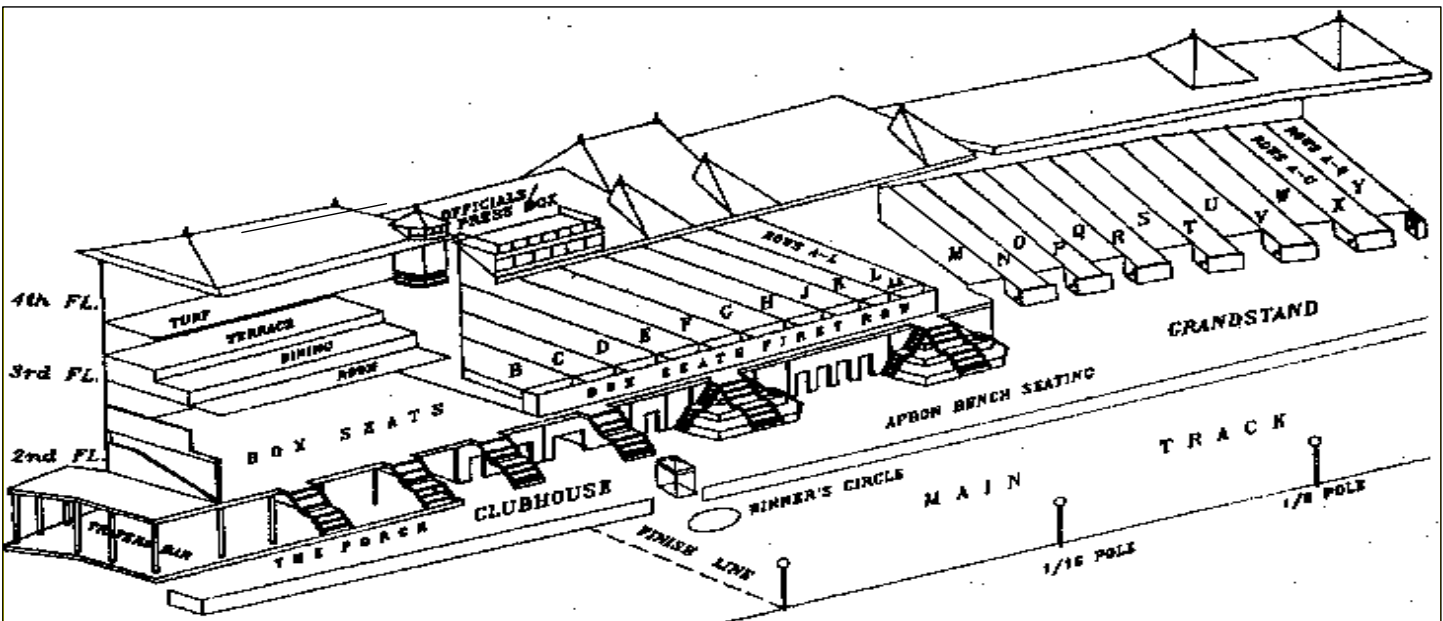 OFFICIALS/
PRESS BOX
4th FL.
3rd FL.
2nd FL.
TURF
TERRACE
DINING
ROOM
BOX SEATS
ROWS A-L
B C D E F G H J K L
BOX SEATS FIRST ROW
M N O P Q R S T U V W X Y
ROWS A-
ROWS A-
GRANDSTAND
APRON BENCH SEATING
CLUBHOUSE
THE PORCH
BAR
WINNER'S CIRCLE
MAIN TRACK
FINISH LINE
1/16 POLE
1/8 POLE